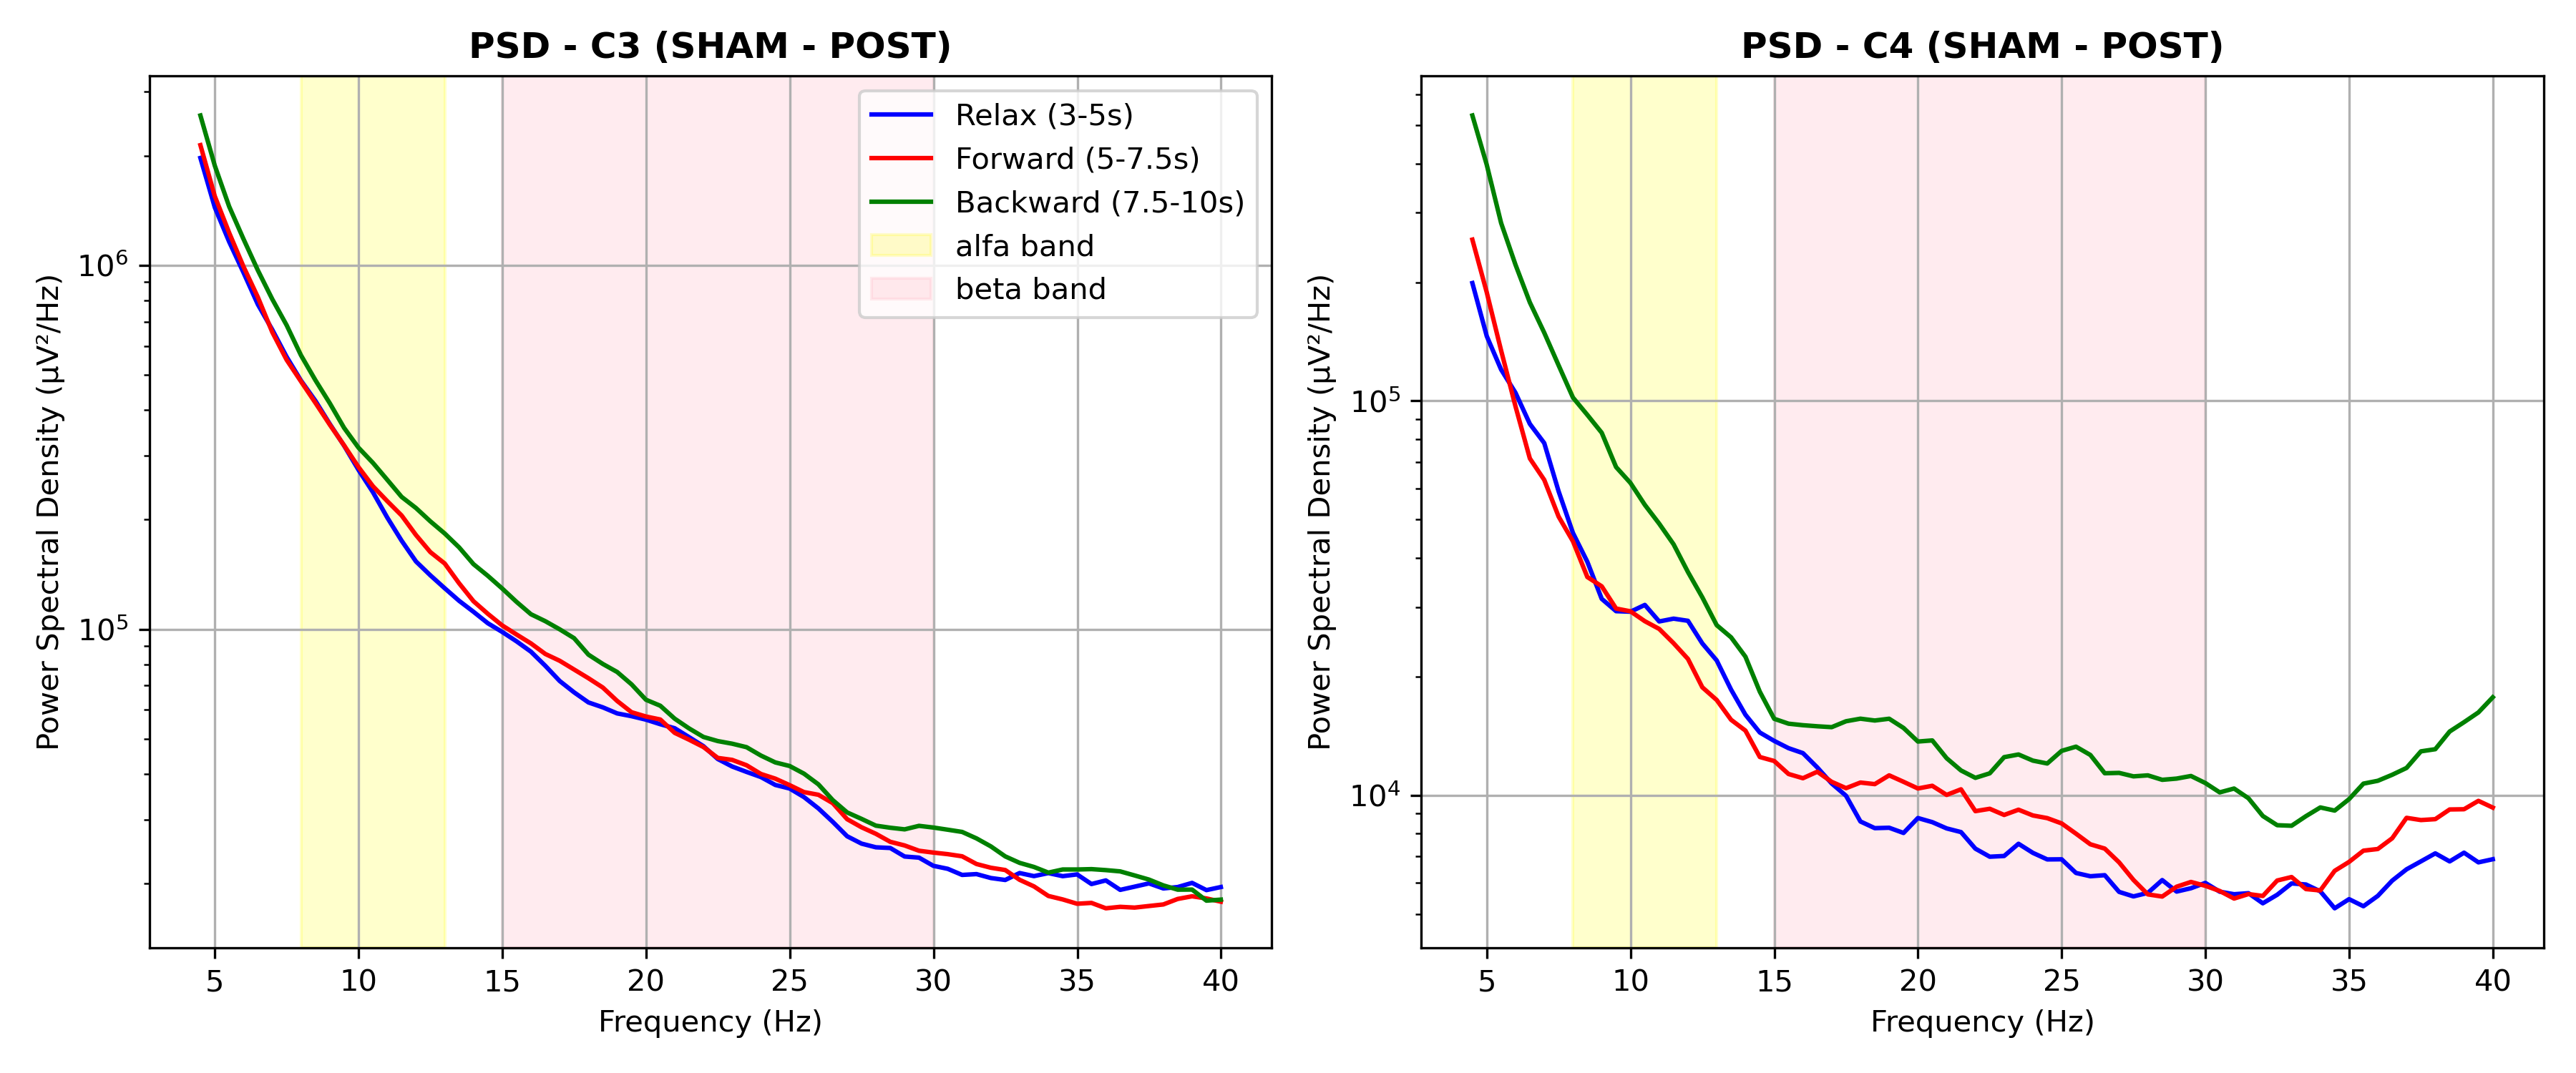 PSD - C3 (SHAM - POST)
Power Spectral Density (µV²/Hz)
10⁶
10⁵
5 10 15 20 25 30 35 40
Frequency (Hz)
Relax (3-5s)
Forward (5-7.5s)
Backward (7.5-10s)
alfa band
beta band
PSD - C4 (SHAM - POST)
Power Spectral Density (µV²/Hz)
10⁵
10⁴
5 10 15 20 25 30 35 40
Frequency (Hz)